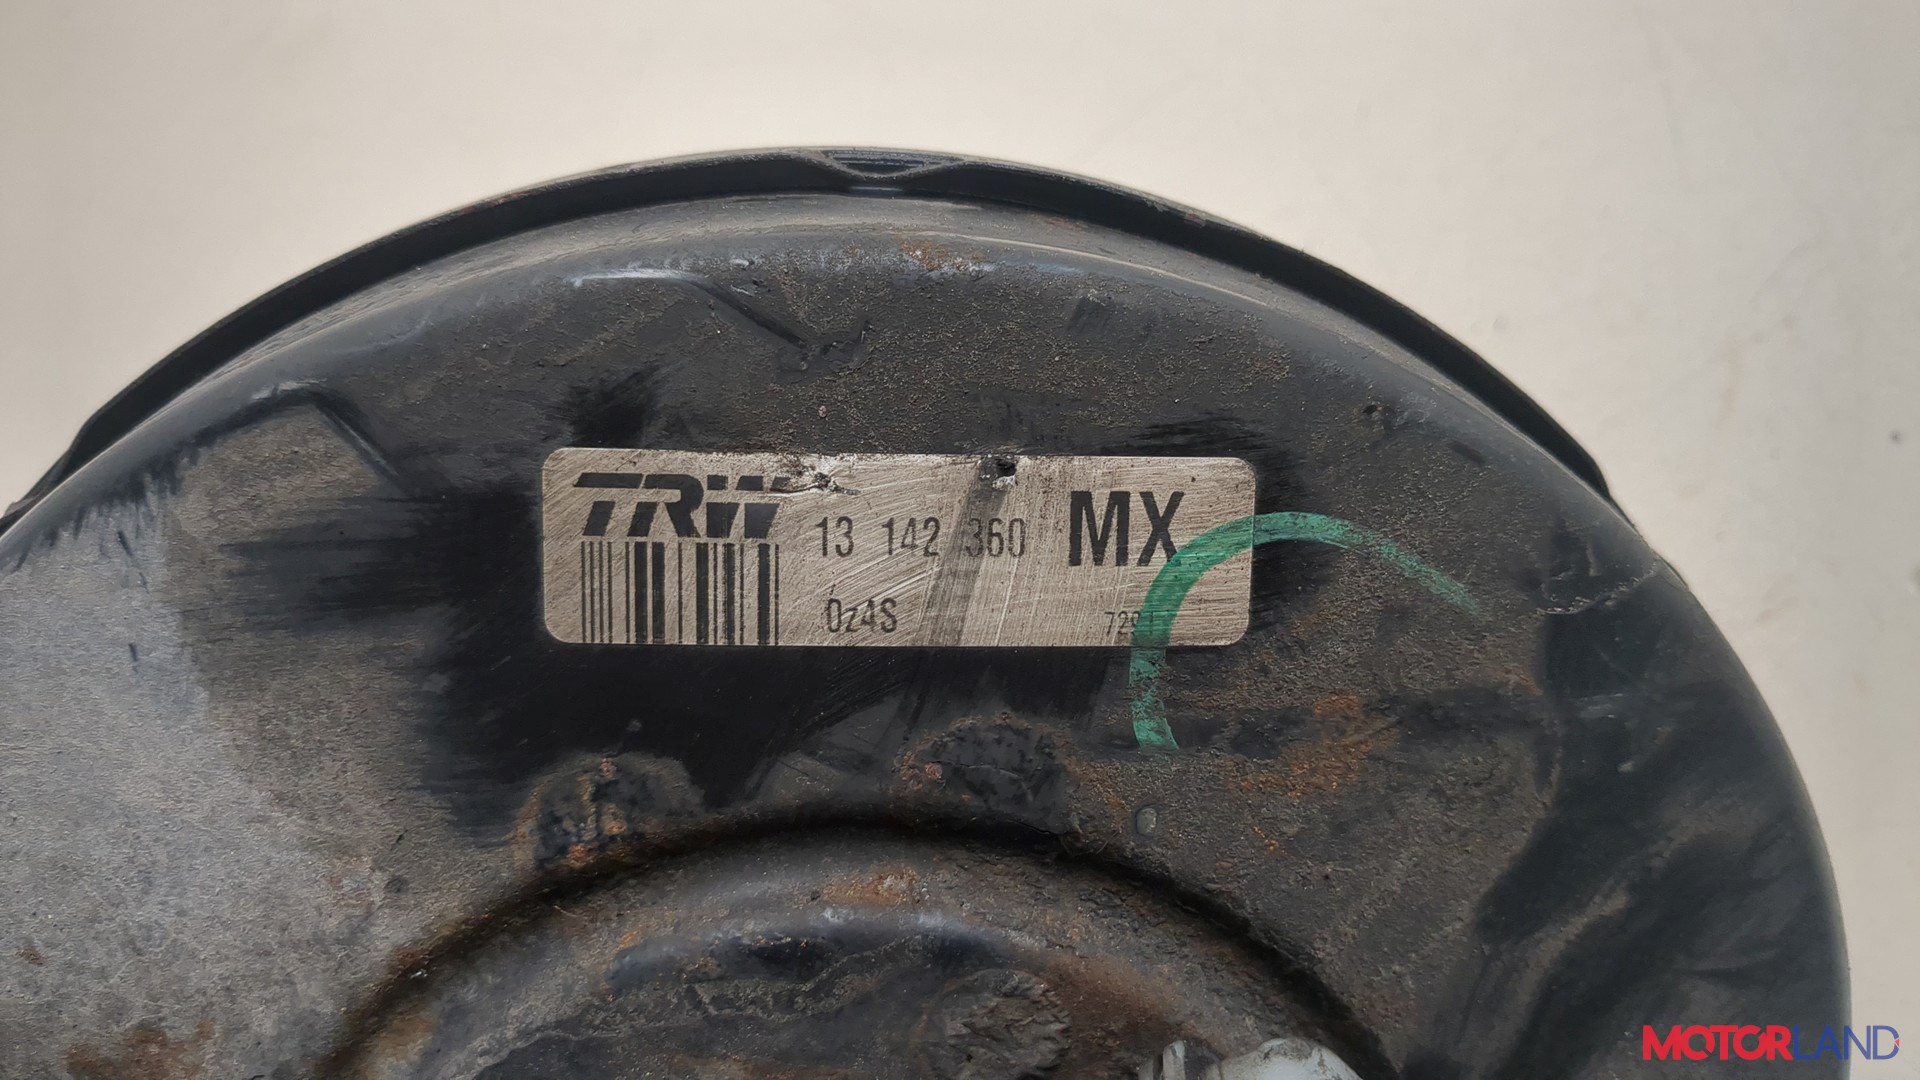 TRW
13 142 360 MX
0z4S
MOTORLAND